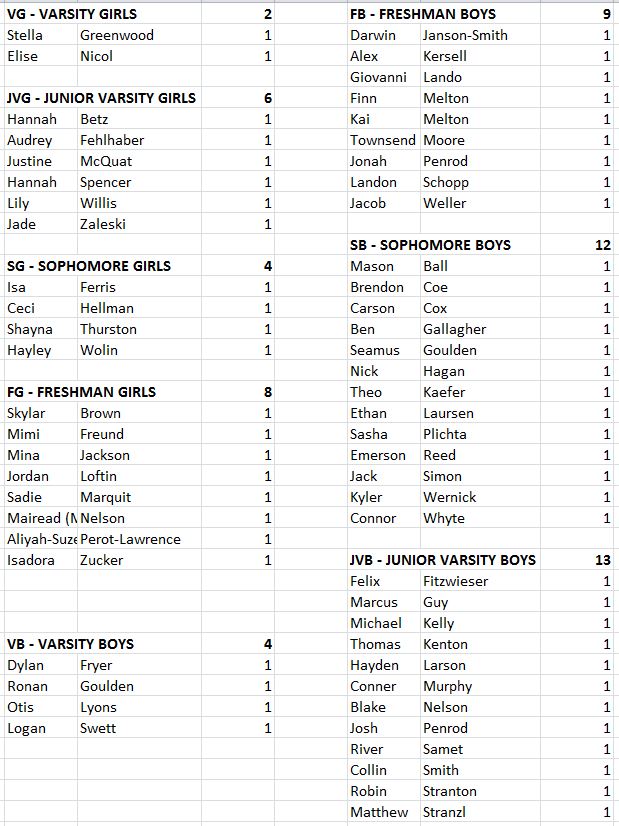 VG - VARSITY GIRLS 2
Stella Greenwood 1
Elise Nicol 1
JVG - JUNIOR VARSITY GIRLS 6
Hannah Betz 1
Audrey Fehlhaber 1
Justine McQuat 1
Hannah Spencer 1
Lily Willis 1
Jade Zaleski 1
SG - SOPHOMORE GIRLS 4
Isa Ferris 1
Ceci Hellman 1
Shayna Thurston 1
Hayley Wolin 1
FG - FRESHMAN GIRLS 8
Skylar Brown 1
Mimi Freund 1
Mina Jackson 1
Jordan Loftin 1
Sadie Marquit 1
Mairead ( Nelson 1
Aliyah-Suze Perot-Lawrence 1
Isadora Zucker 1
VB - VARSITY BOYS 4
Dylan Fryer 1
Ronan Goulden 1
Otis Lyons 1
Logan Swett 1
FB - FRESHMAN BOYS 9
Darwin Janson-Smith 1
Alex Kersell 1
Giovanni Lando 1
Finn Melton 1
Kai Melton 1
Townsend Moore 1
Jonah Penrod 1
Landon Schopp 1
Jacob Weller 1
SB - SOPHOMORE BOYS 12
Mason Ball 1
Brendon Coe 1
Carson Cox 1
Ben Gallagher 1
Seamus Goulden 1
Nick Hagan 1
Theo Kaefer 1
Ethan Laursen 1
Sasha Plichta 1
Emerson Reed 1
Jack Simon 1
Kyler Wernick 1
Connor Whyte 1
JVB - JUNIOR VARSITY BOYS 13
Felix Fitzwieser 1
Marcus Guy 1
Michael Kelly 1
Thomas Kenton 1
Hayden Larson 1
Conner Murphy 1
Blake Nelson 1
Josh Penrod 1
River Samet 1
Collin Smith 1
Robin Stranton 1
Matthew Stranzl 1